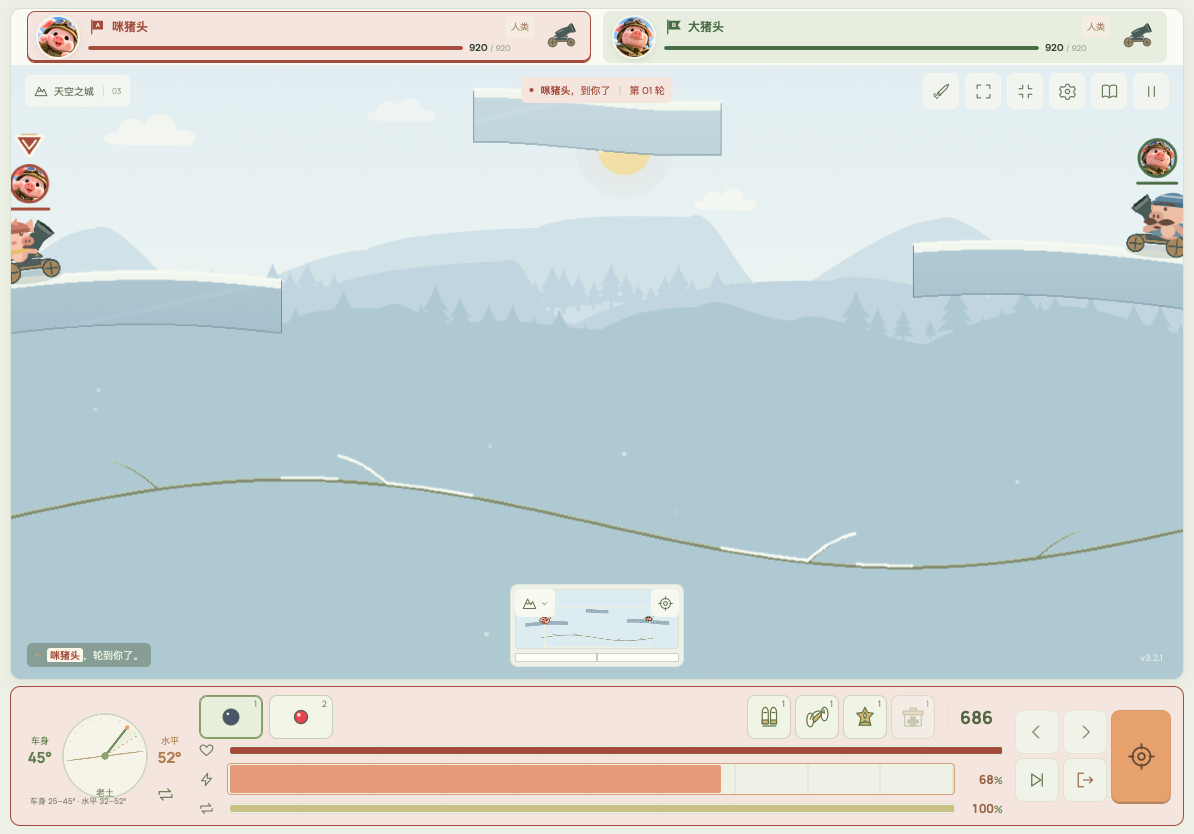 咪猪头
人类
920 / 920
大猪头
人类
920 / 920
天空之城 03
咪猪头，到你了 第 01 轮
咪猪头，轮到你了。
v3.2.1
车身
45°
水平
52°
老土
车身 25–45° · 水平 32–52°
1
2
1
1
1
1
686
68%
100%